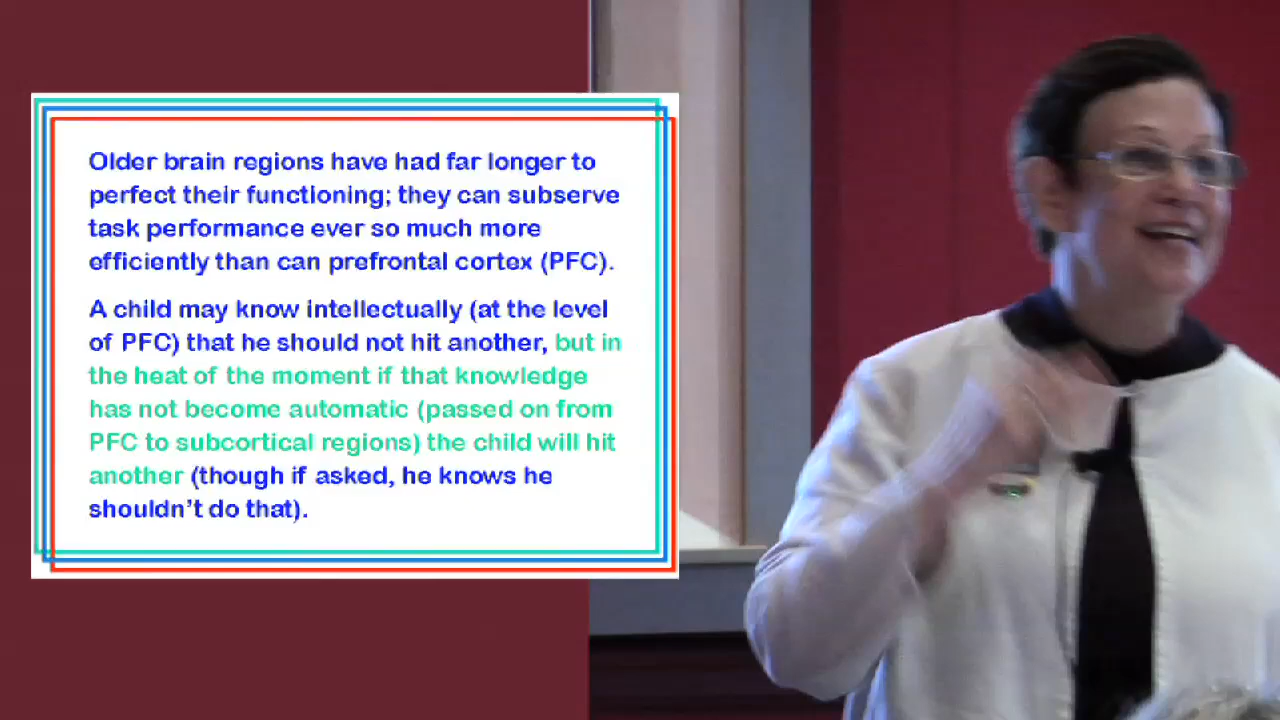 Older brain regions have had far longer to
perfect their functioning; they can subserve
task performance ever so much more
efficiently than can prefrontal cortex (PFC).
A child may know intellectually (at the level
of PFC) that he should not hit another, but in
the heat of the moment if that knowledge
has not become automatic (passed on from
PFC to subcortical regions) the child will hit
another (though if asked, he knows he
shouldn’t do that).